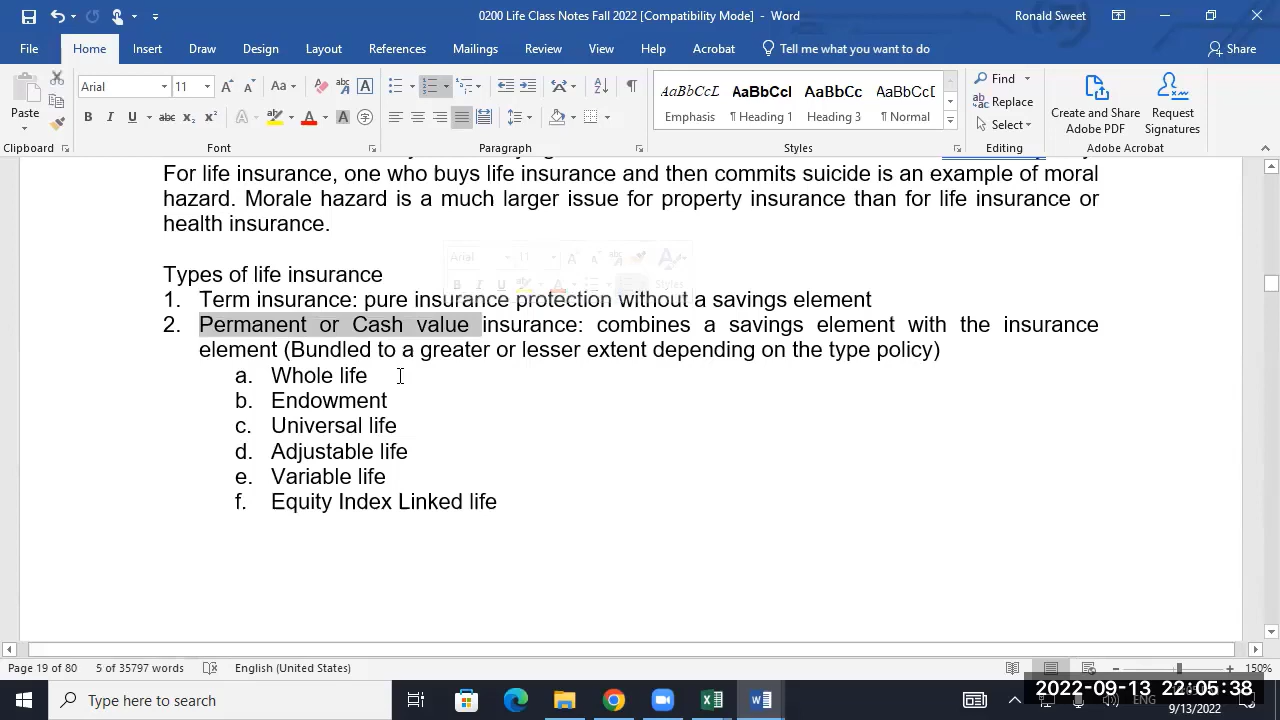 0200 Life Class Notes Fall 2022 [Compatibility Mode] - Word
Ronald Sweet
File Home Insert Draw Design Layout References Mailings Review View Help Acrobat Tell me what you want to do Share
Paste
Arial 11
Aa
AaBbCcL AaBbCcI AaBbCc AaBbCcD
Emphasis ¶ Heading 1 Heading 3 ¶ Normal
Find
Replace
Select
Create and Share Adobe PDF
Request Signatures
Clipboard Font Paragraph Styles Editing Adobe Acrobat
For life insurance, one who buys life insurance and then commits suicide is an example of moral
hazard. Morale hazard is a much larger issue for property insurance than for life insurance or
health insurance.
Arial 11
Styles
Types of life insurance
1. Term insurance: pure insurance protection without a savings element
2. Permanent or Cash value insurance: combines a savings element with the insurance
element (Bundled to a greater or lesser extent depending on the type policy)
a. Whole life
b. Endowment
c. Universal life
d. Adjustable life
e. Variable life
f. Equity Index Linked life
Page 19 of 80 5 of 35797 words English (United States) 150%
Type here to search
ENG
2022-09-13 22:05:38
9/13/2022